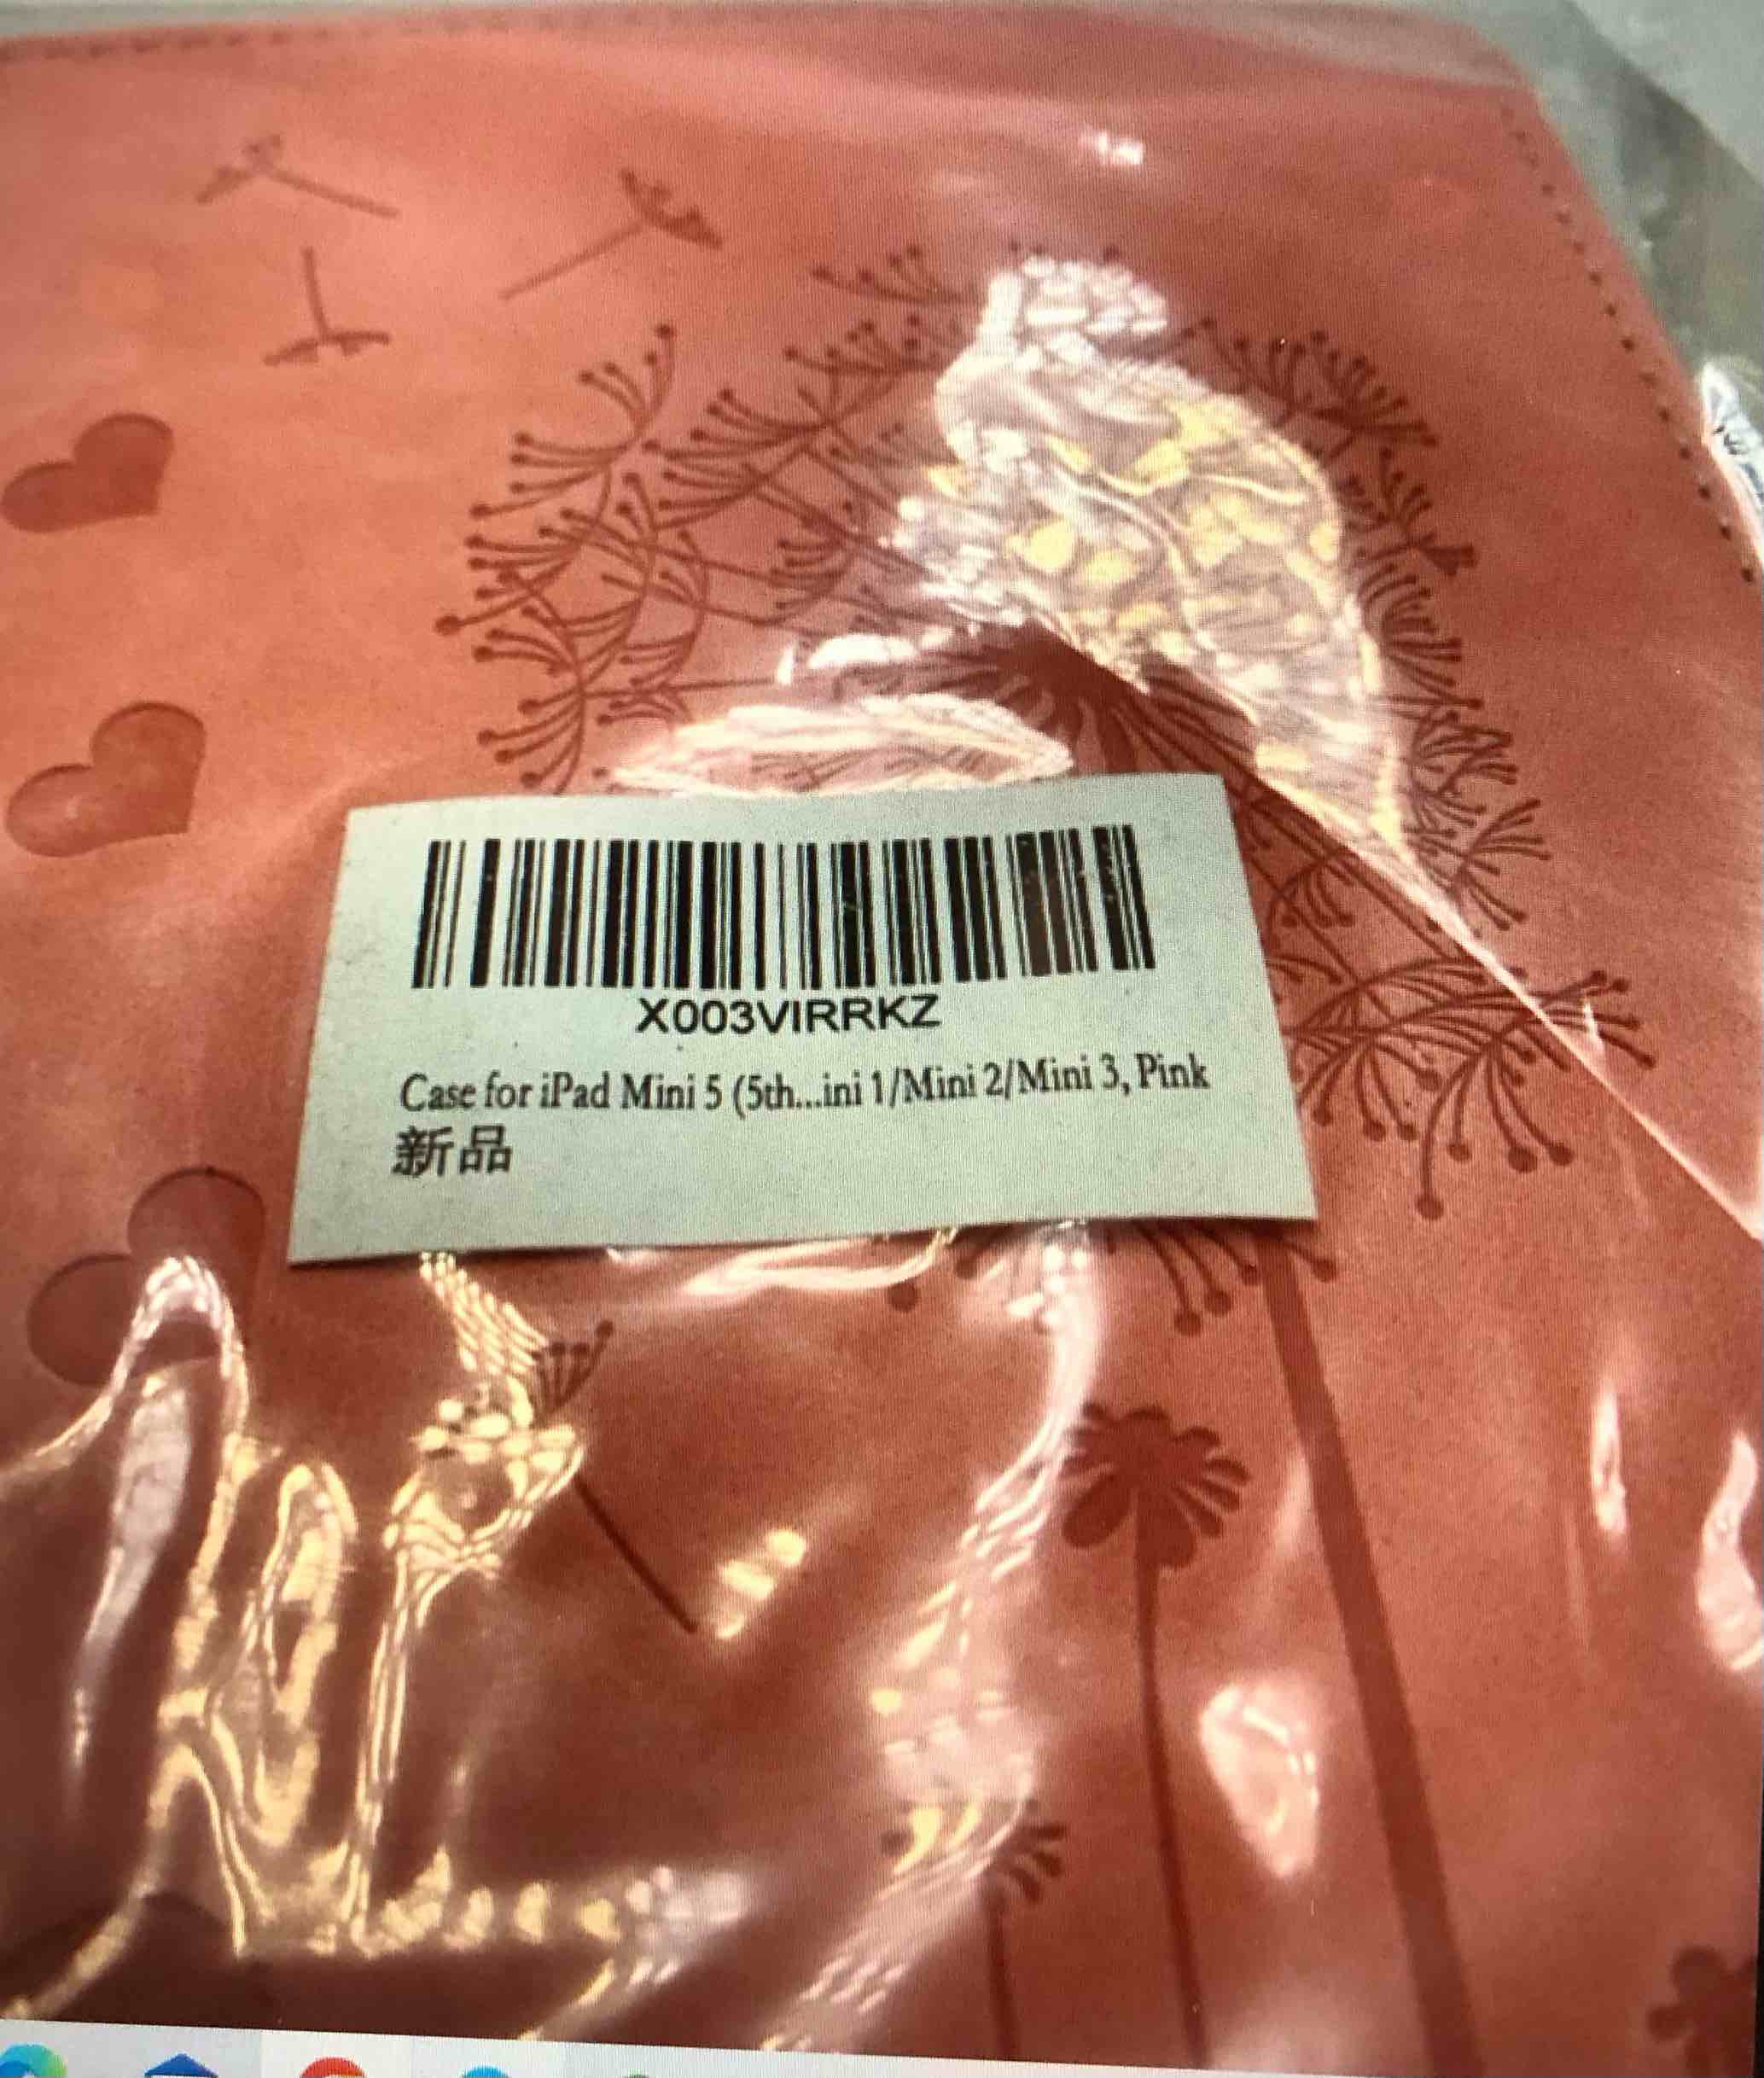 X003VIRRKZ
Case for iPad Mini 5 (5th...ini 1/Mini 2/Mini 3, Pink
新品